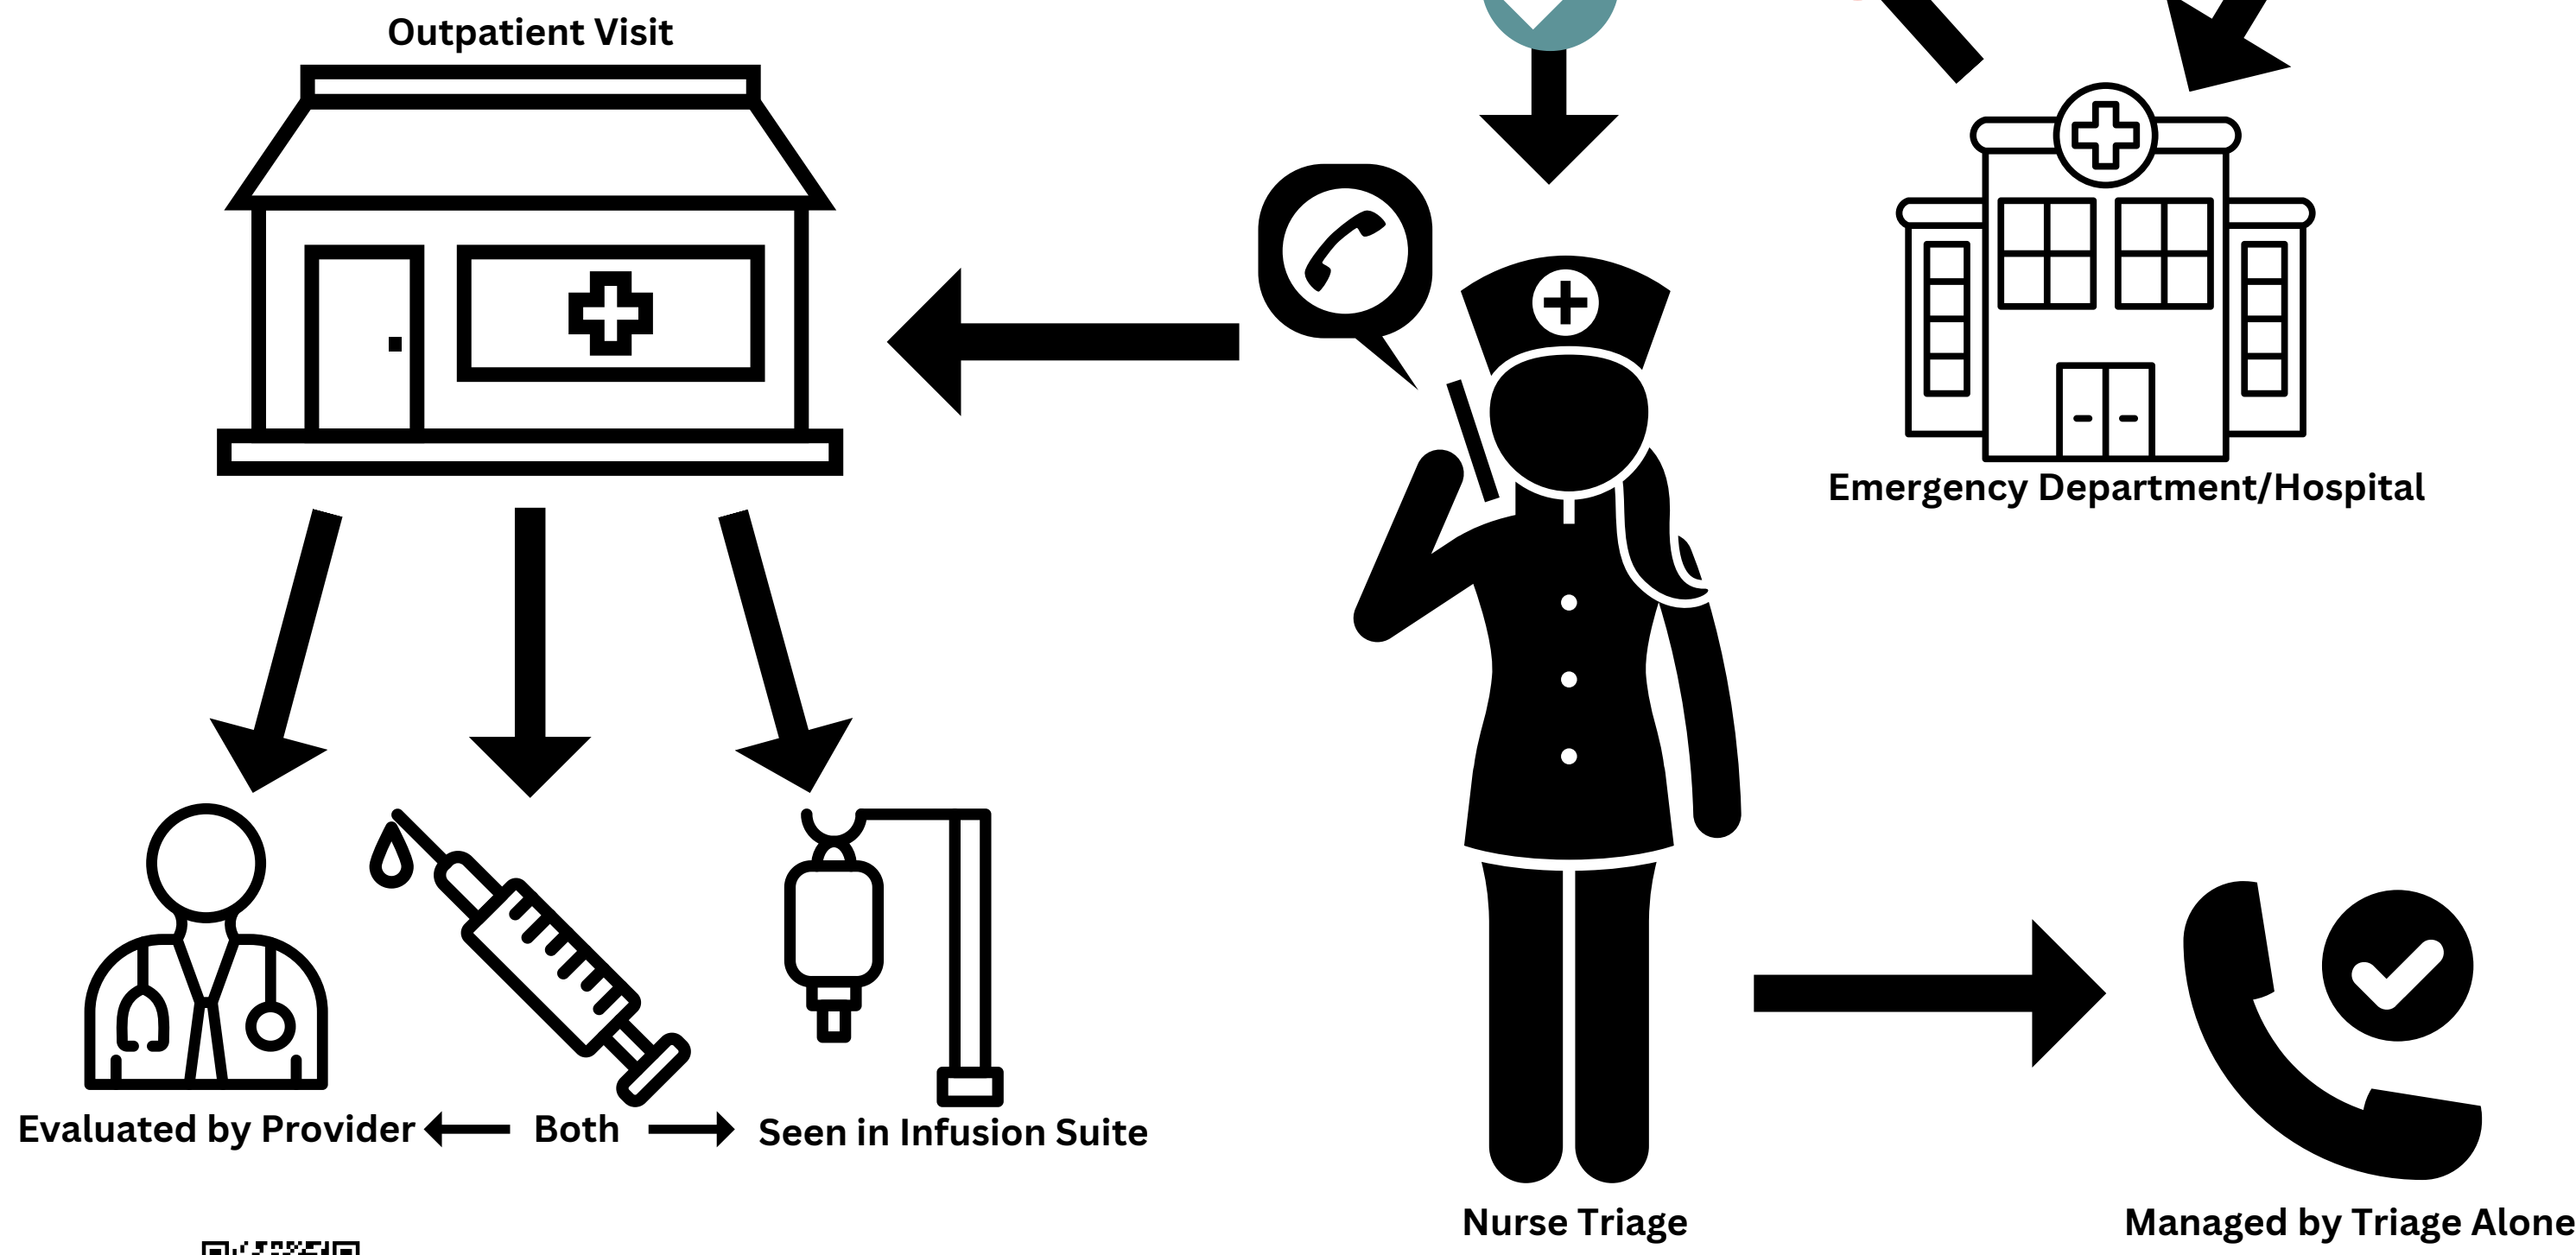 Outpatient Visit
Emergency Department/Hospital
Evaluated by Provider
Both
Seen in Infusion Suite
Nurse Triage
Managed by Triage Alone